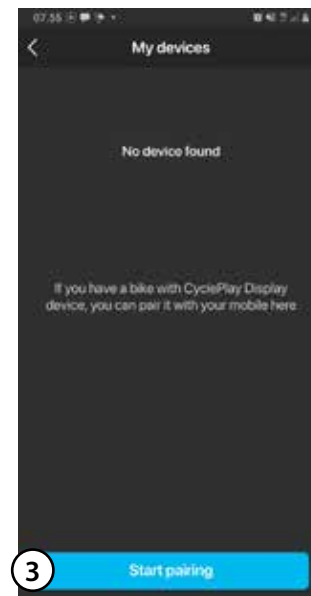 07.55
My devices
No device found
If you have a bike with CyclePlay Display
device, you can pair it with your mobile here
3
Start pairing